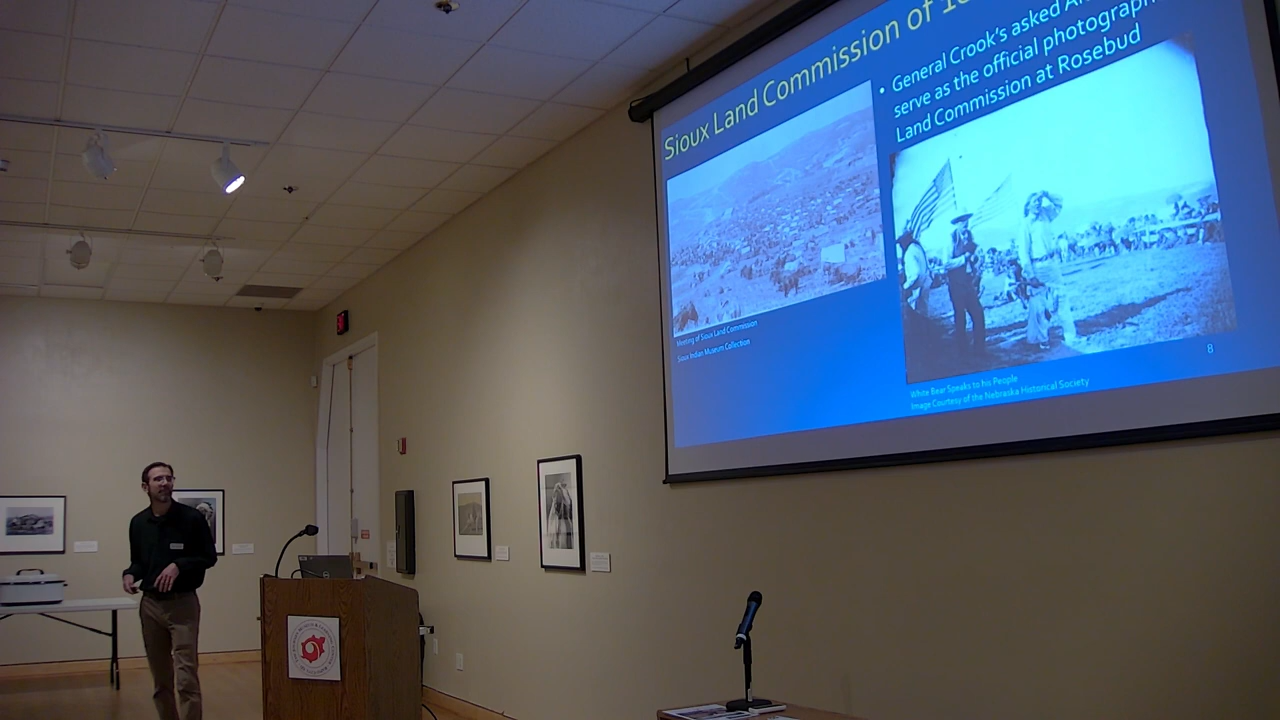 Sioux Land Commission of
• General Crook's asked
serve as the official
Land Commission at Rosebud
Meeting of Sioux Land Commission
Sioux Indian Museum Collection
White Bear Speaks to his People
Image Courtesy of the Nebraska Historical Society
8